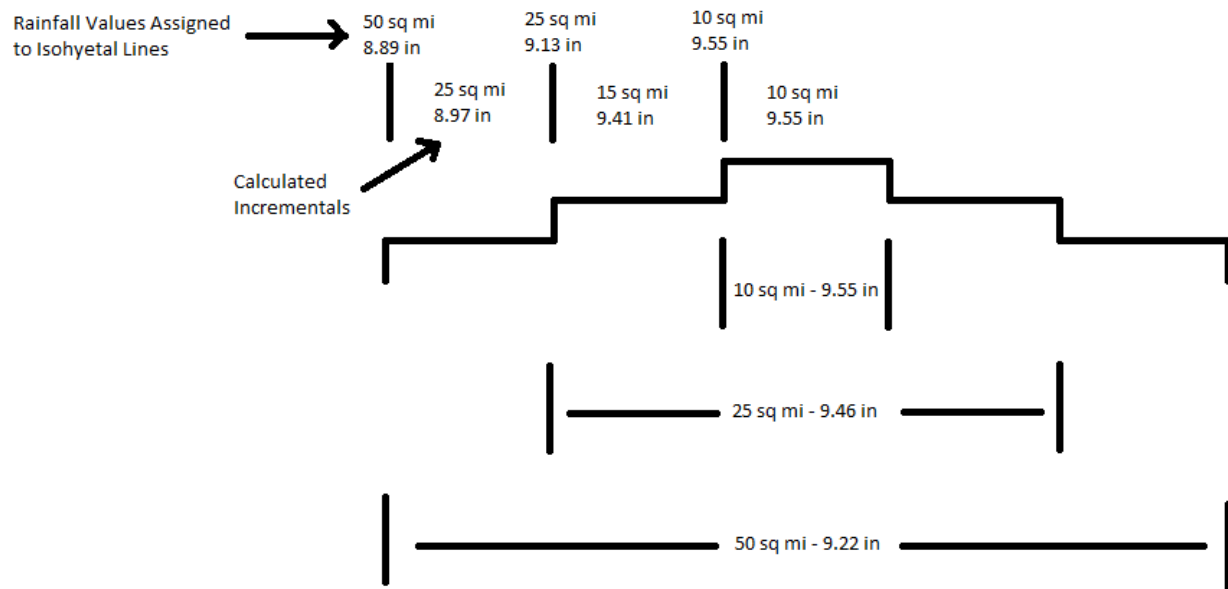 Rainfall Values Assigned
to Isohyetal Lines
50 sq mi
8.89 in
25 sq mi
9.13 in
10 sq mi
9.55 in
25 sq mi
8.97 in
15 sq mi
9.41 in
10 sq mi
9.55 in
Calculated
Incrementals
10 sq mi - 9.55 in
25 sq mi - 9.46 in
50 sq mi - 9.22 in